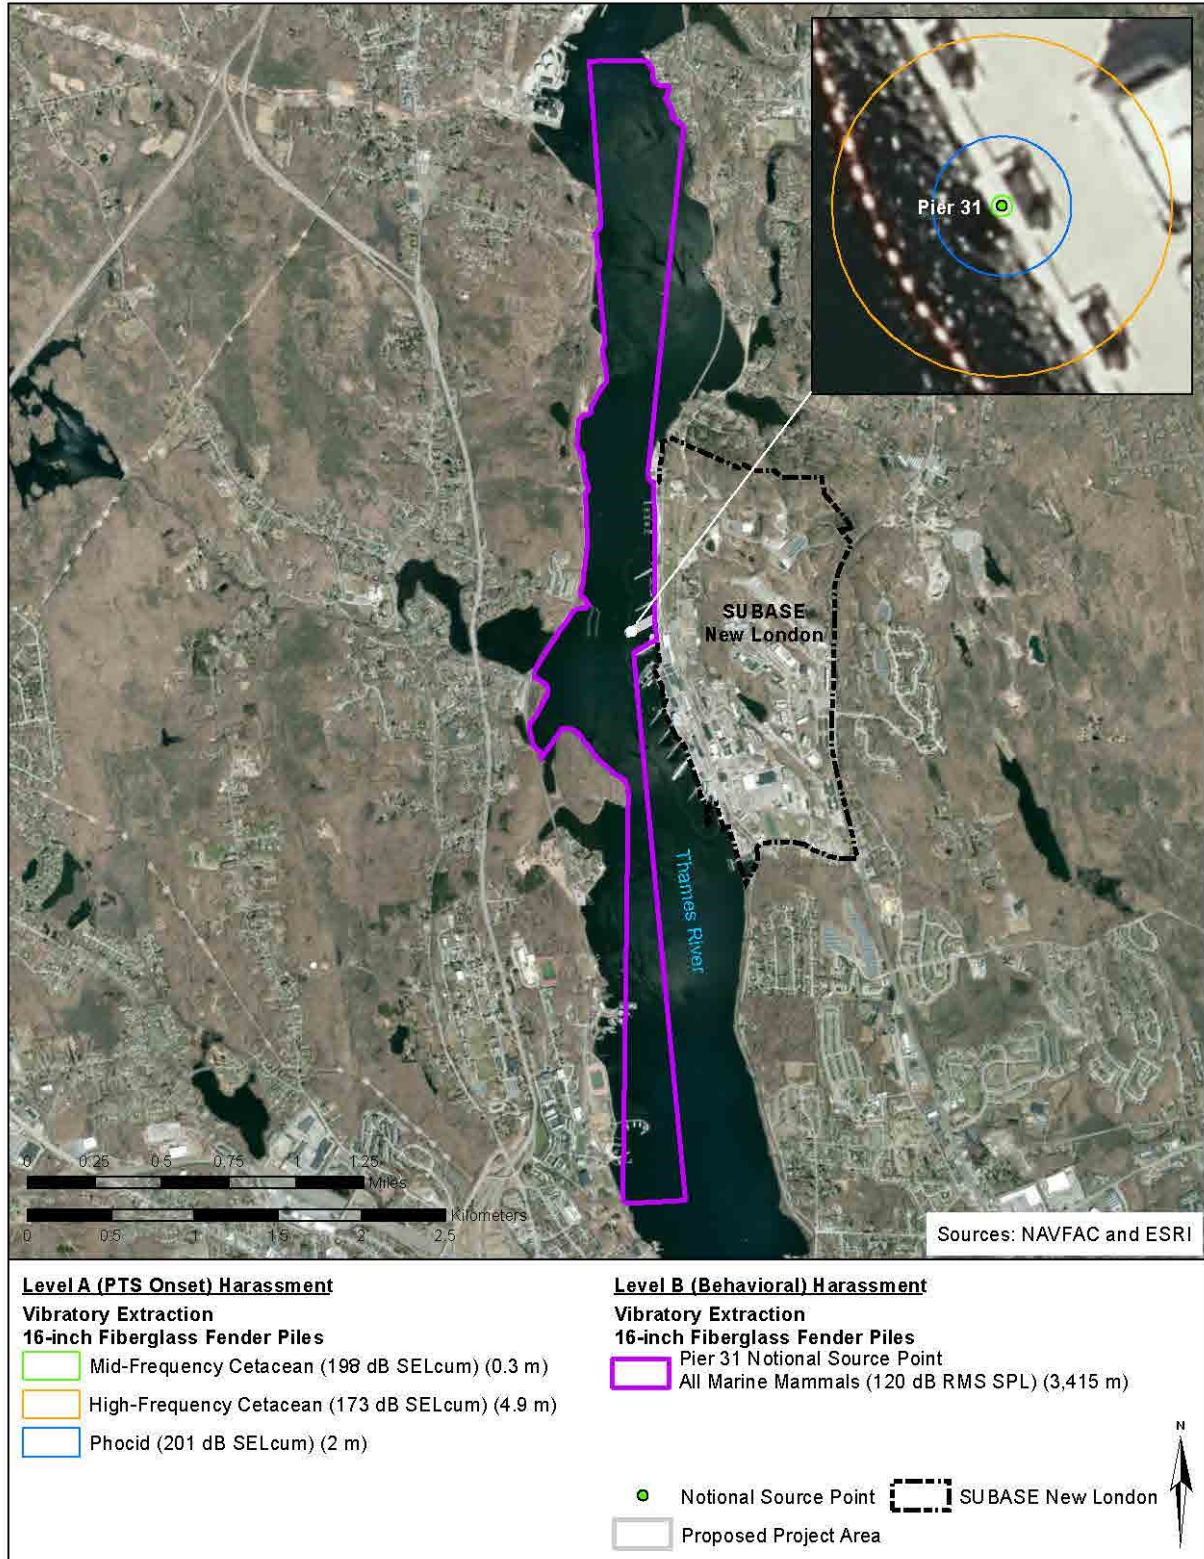 Pier 31
SUBASE
New London
Thames River
0 0.25 0.5 0.75 1 1.25
Miles
Kilometers
0 0.5 1 1.5 2 2.5
Sources: NAVFAC and ESRI
Level A (PTS Onset) Harassment
Vibratory Extraction
16-inch Fiberglass Fender Piles
Mid-Frequency Cetacean (198 dB SELcum) (0.3 m)
High-Frequency Cetacean (173 dB SELcum) (4.9 m)
Phocid (201 dB SELcum) (2 m)
Level B (Behavioral) Harassment
Vibratory Extraction
16-inch Fiberglass Fender Piles
Pier 31 Notional Source Point
All Marine Mammals (120 dB RMS SPL) (3,415 m)
N
Notional Source Point
SUBASE New London
Proposed Project Area